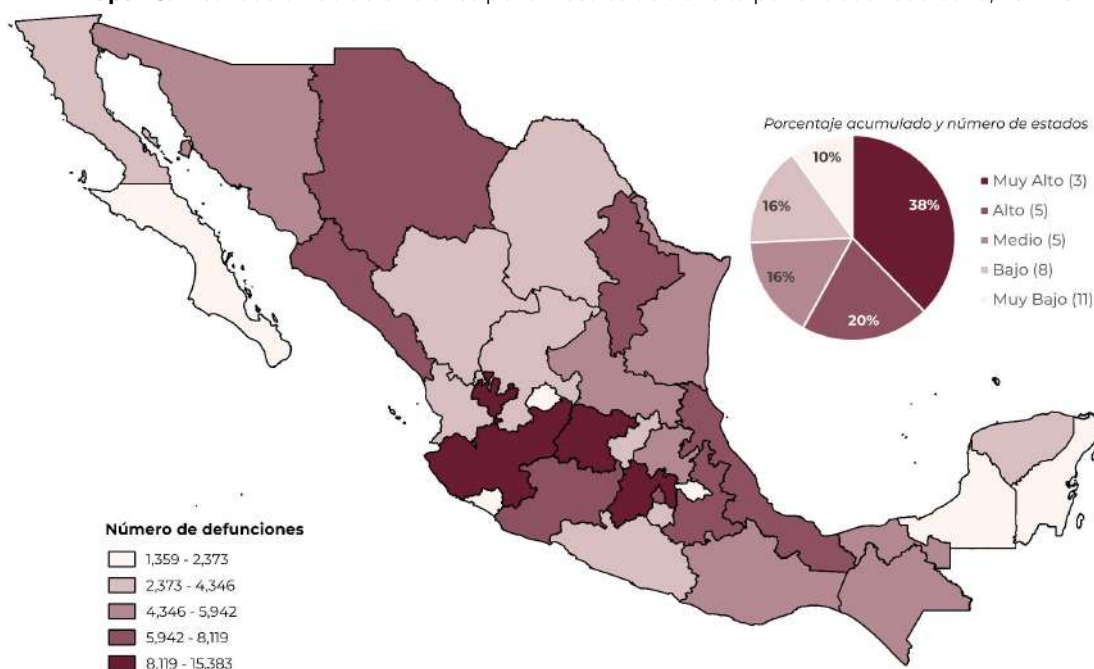 Porcentaje acumulado y número de estados
10%
38%
16%
16%
20%
Muy Alto (3)
Alto (5)
Medio (5)
Bajo (8)
Muy Bajo (11)
Número de defunciones
1,359 - 2,373
2,373 - 4,346
4,346 - 5,942
5,942 - 8,119
8,119 - 15,383